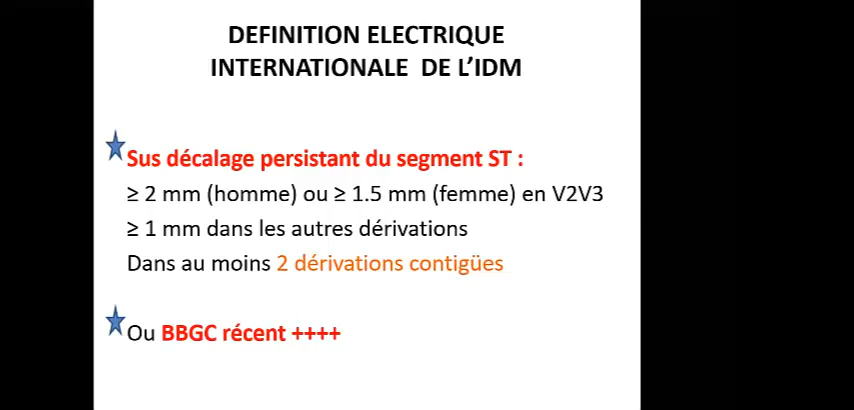 DEFINITION ELECTRIQUE
INTERNATIONALE DE L’IDM
Sus décalage persistant du segment ST :
≥ 2 mm (homme) ou ≥ 1.5 mm (femme) en V2V3
≥ 1 mm dans les autres dérivations
Dans au moins 2 dérivations contigües
Ou BBGC récent ++++